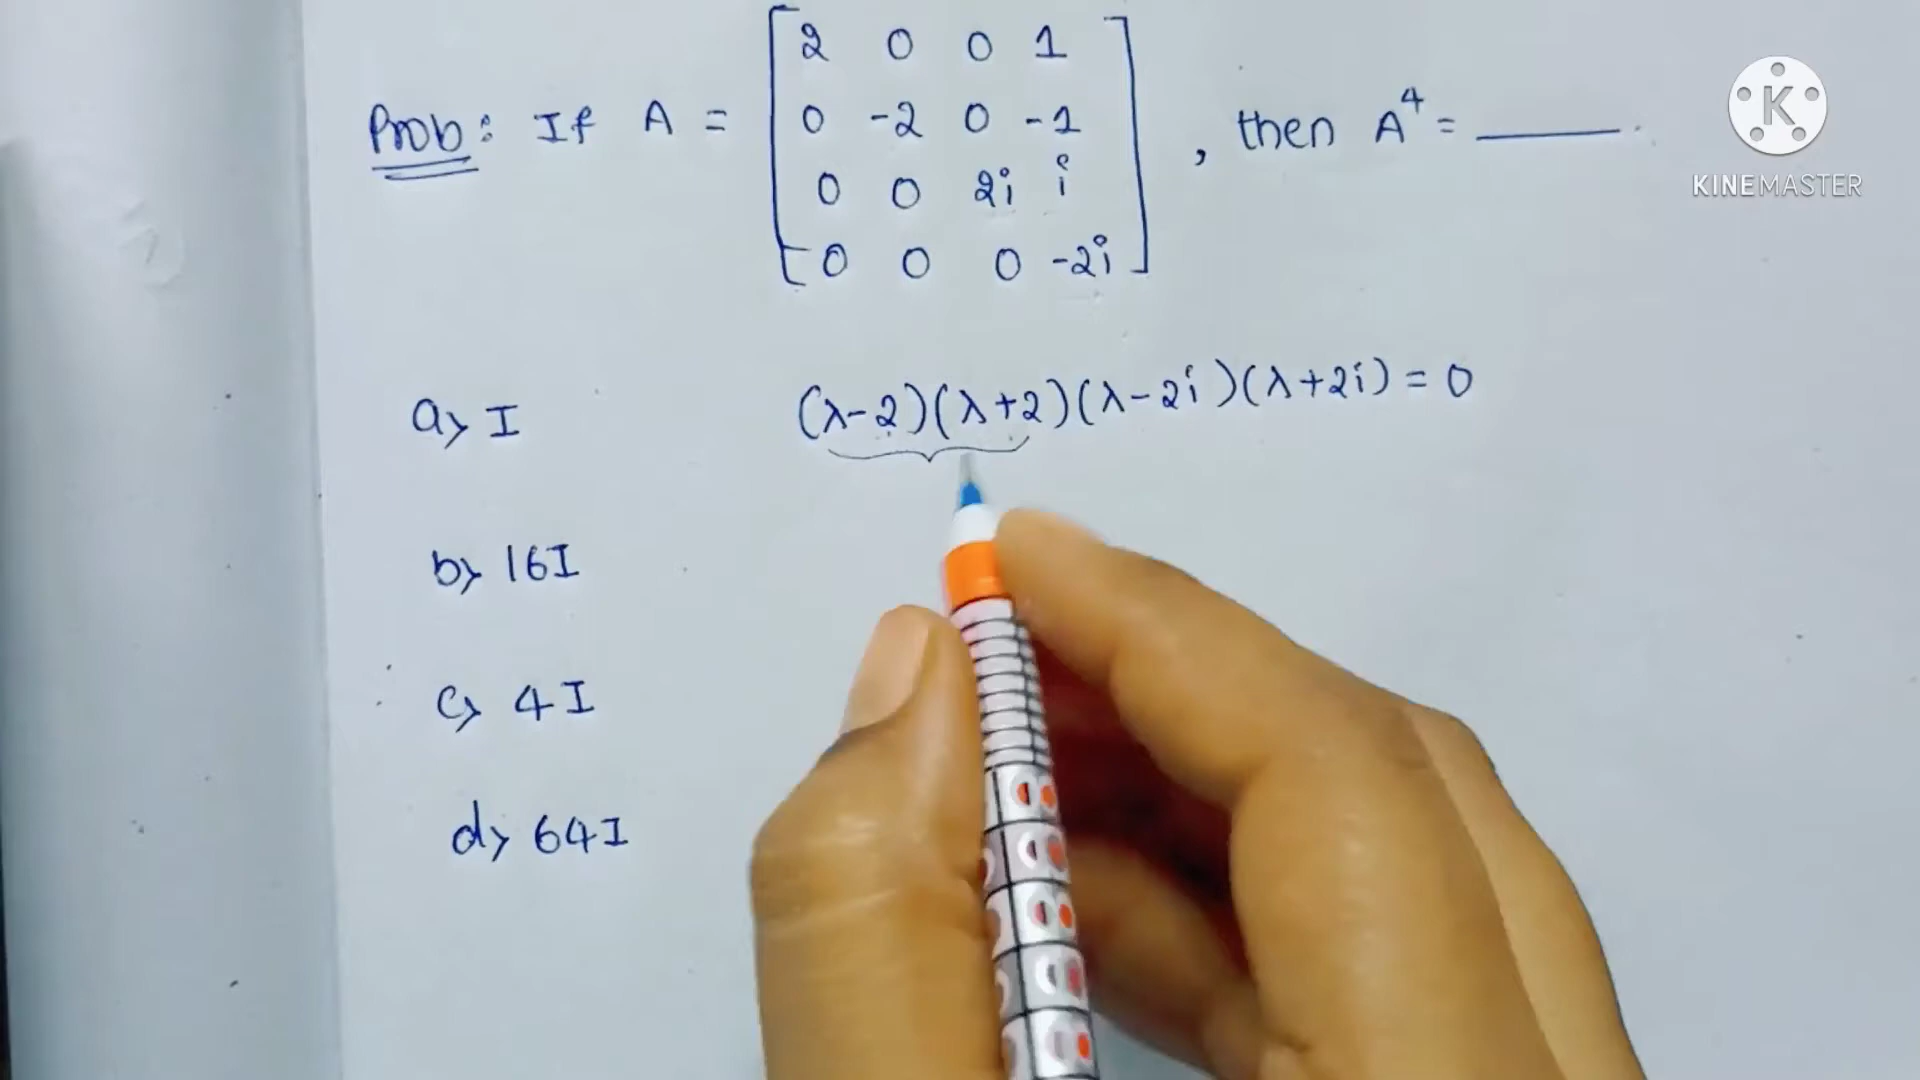 2 0 0 1
Prob: If A = 0 -2 0 -1 , then A⁴ = ______.
0 0 2i i
0 0 0 -2i
(λ-2)(λ+2)(λ-2i)(λ+2i) = 0
a) I
b) 16I
c) 4I
d) 64I
K
KINEMASTER